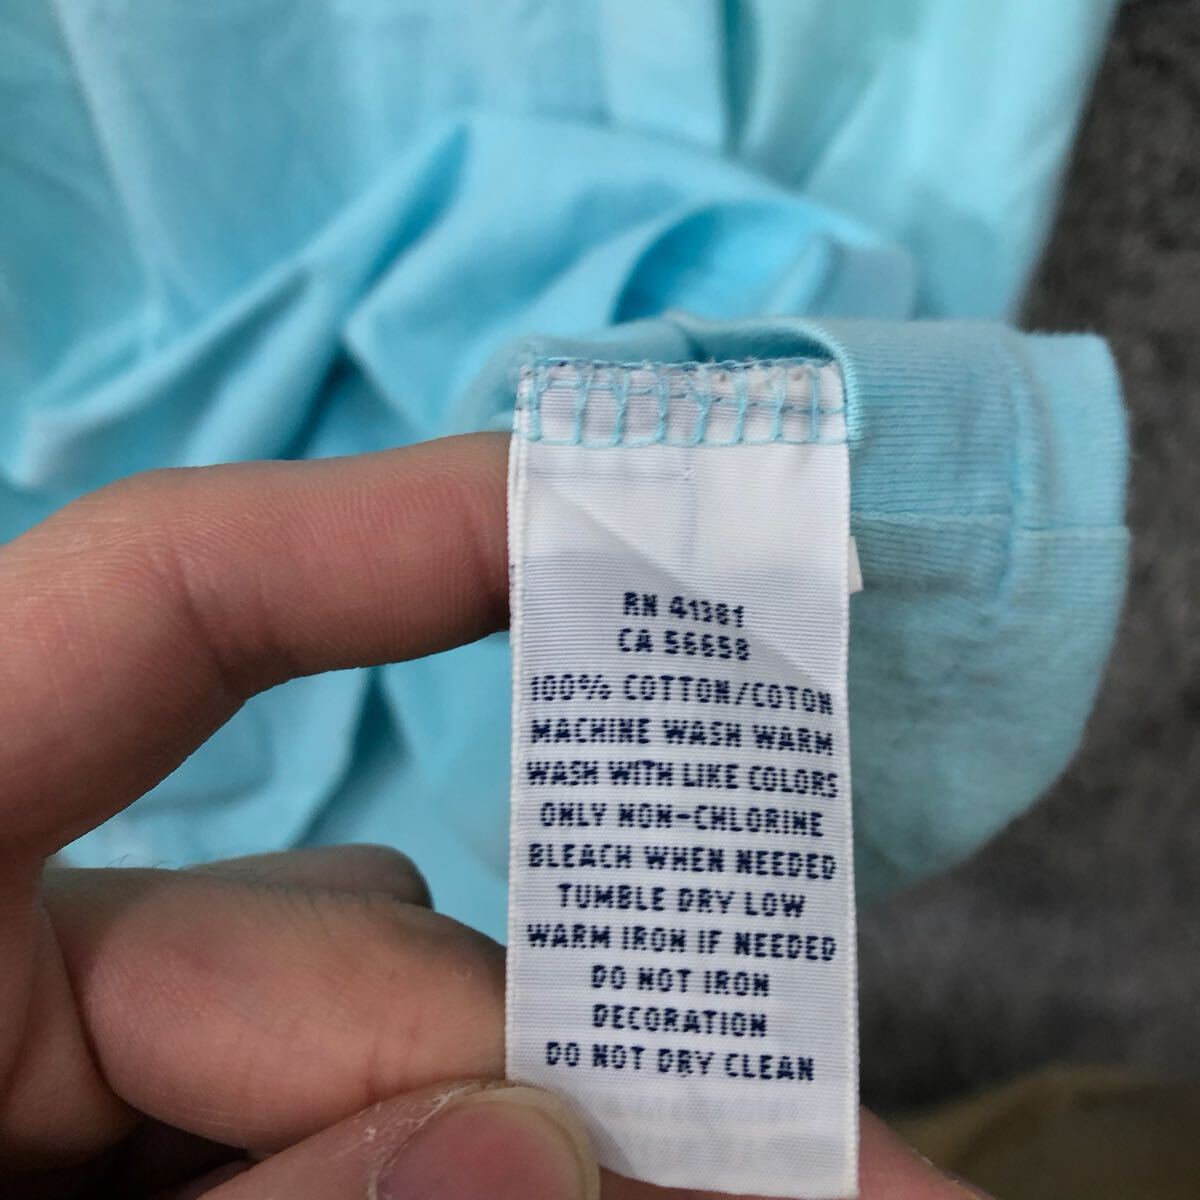 RN 41381
CA 56658
100% COTTON/COTON
MACHINE WASH WARM
WASH WITH LIKE COLORS
ONLY NON-CHLORINE
BLEACH WHEN NEEDED
TUMBLE DRY LOW
WARM IRON IF NEEDED
DO NOT IRON
DECORATION
DO NOT DRY CLEAN